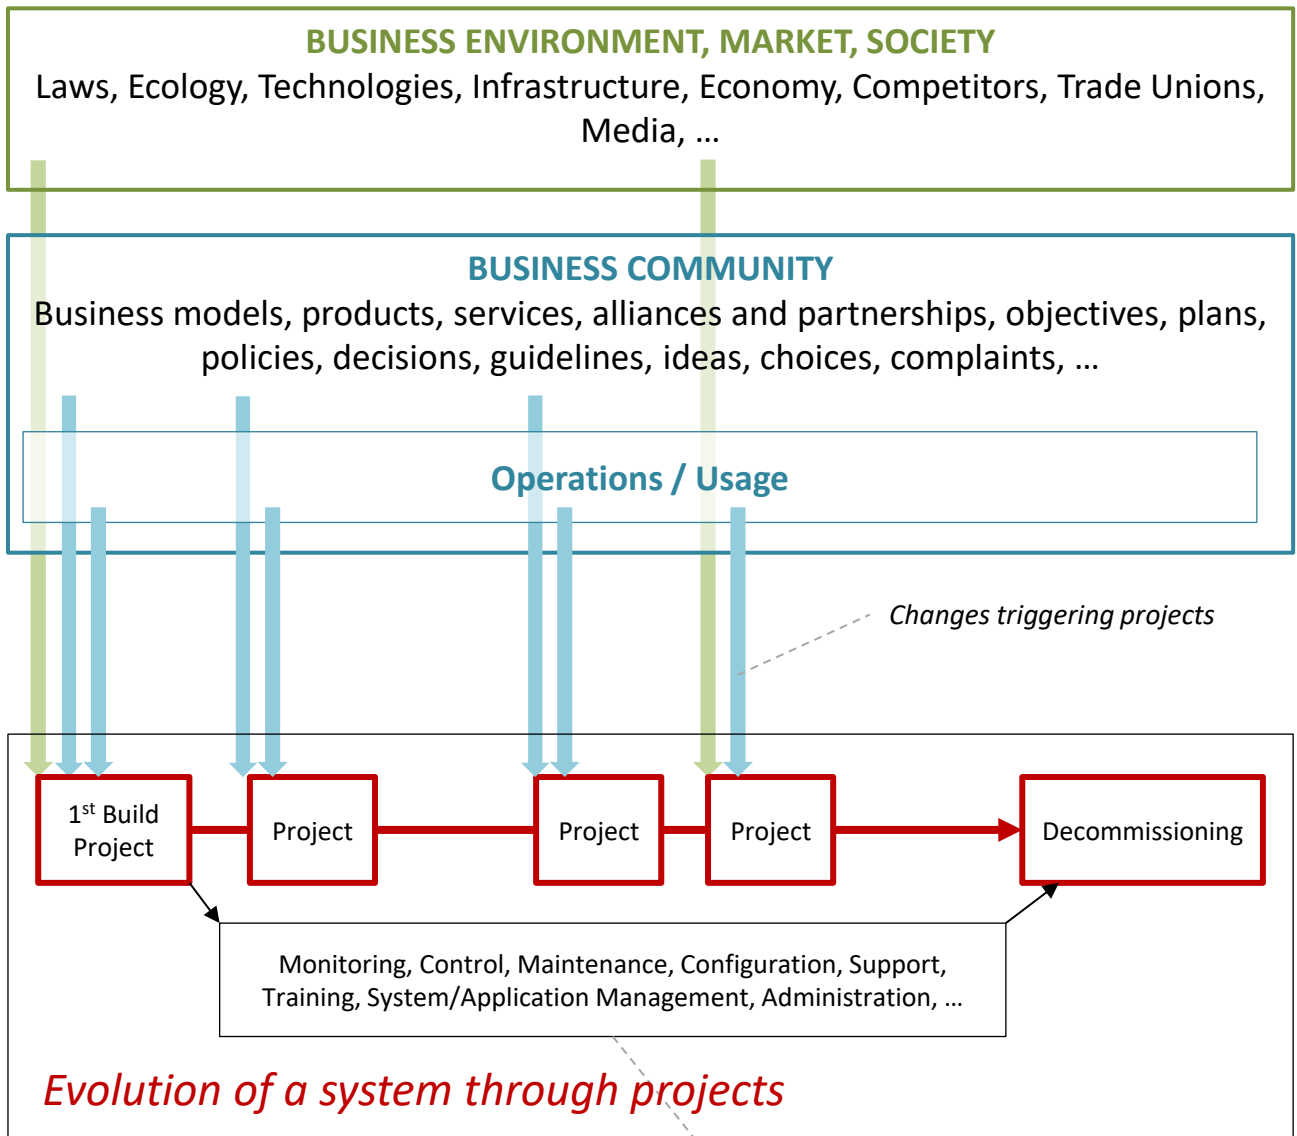 BUSINESS ENVIRONMENT, MARKET, SOCIETY
Laws, Ecology, Technologies, Infrastructure, Economy, Competitors, Trade Unions,
Media, ...
BUSINESS COMMUNITY
Business models, products, services, alliances and partnerships, objectives, plans,
policies, decisions, guidelines, ideas, choices, complaints, ...
Operations / Usage
Changes triggering projects
1st Build
Project
Project
Project
Project
Decommissioning
Monitoring, Control, Maintenance, Configuration, Support,
Training, System/Application Management, Administration, ...
Evolution of a system through projects